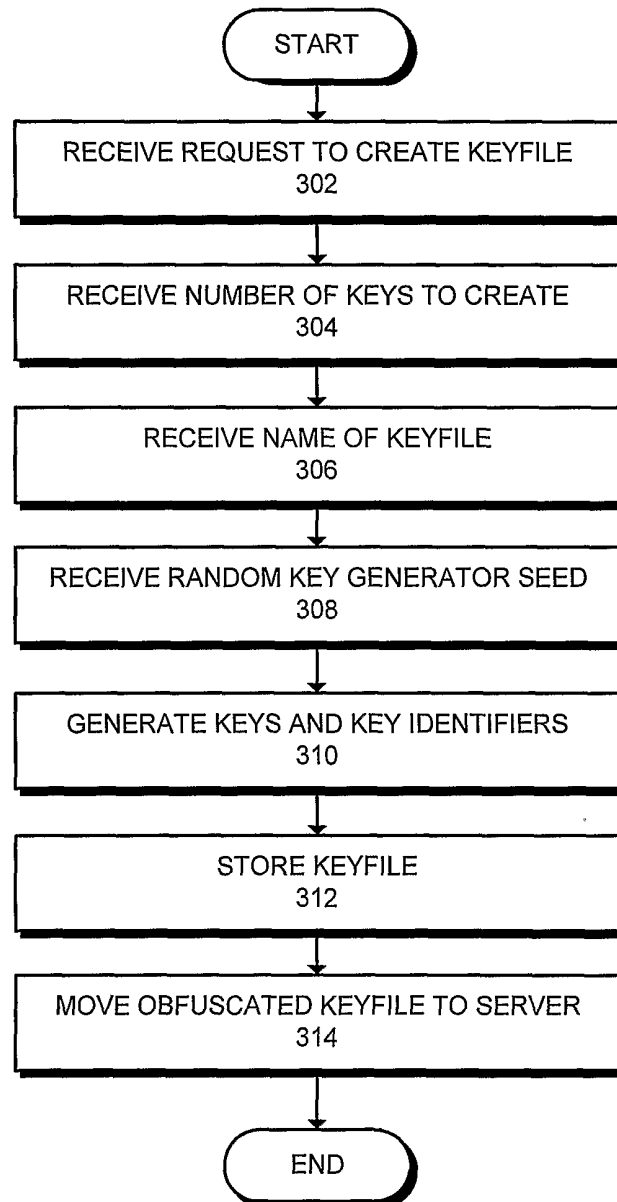 START
RECEIVE REQUEST TO CREATE KEYFILE
302
RECEIVE NUMBER OF KEYS TO CREATE
304
RECEIVE NAME OF KEYFILE
306
RECEIVE RANDOM KEY GENERATOR SEED
308
GENERATE KEYS AND KEY IDENTIFIERS
310
STORE KEYFILE
312
MOVE OBFUSCATED KEYFILE TO SERVER
314
END